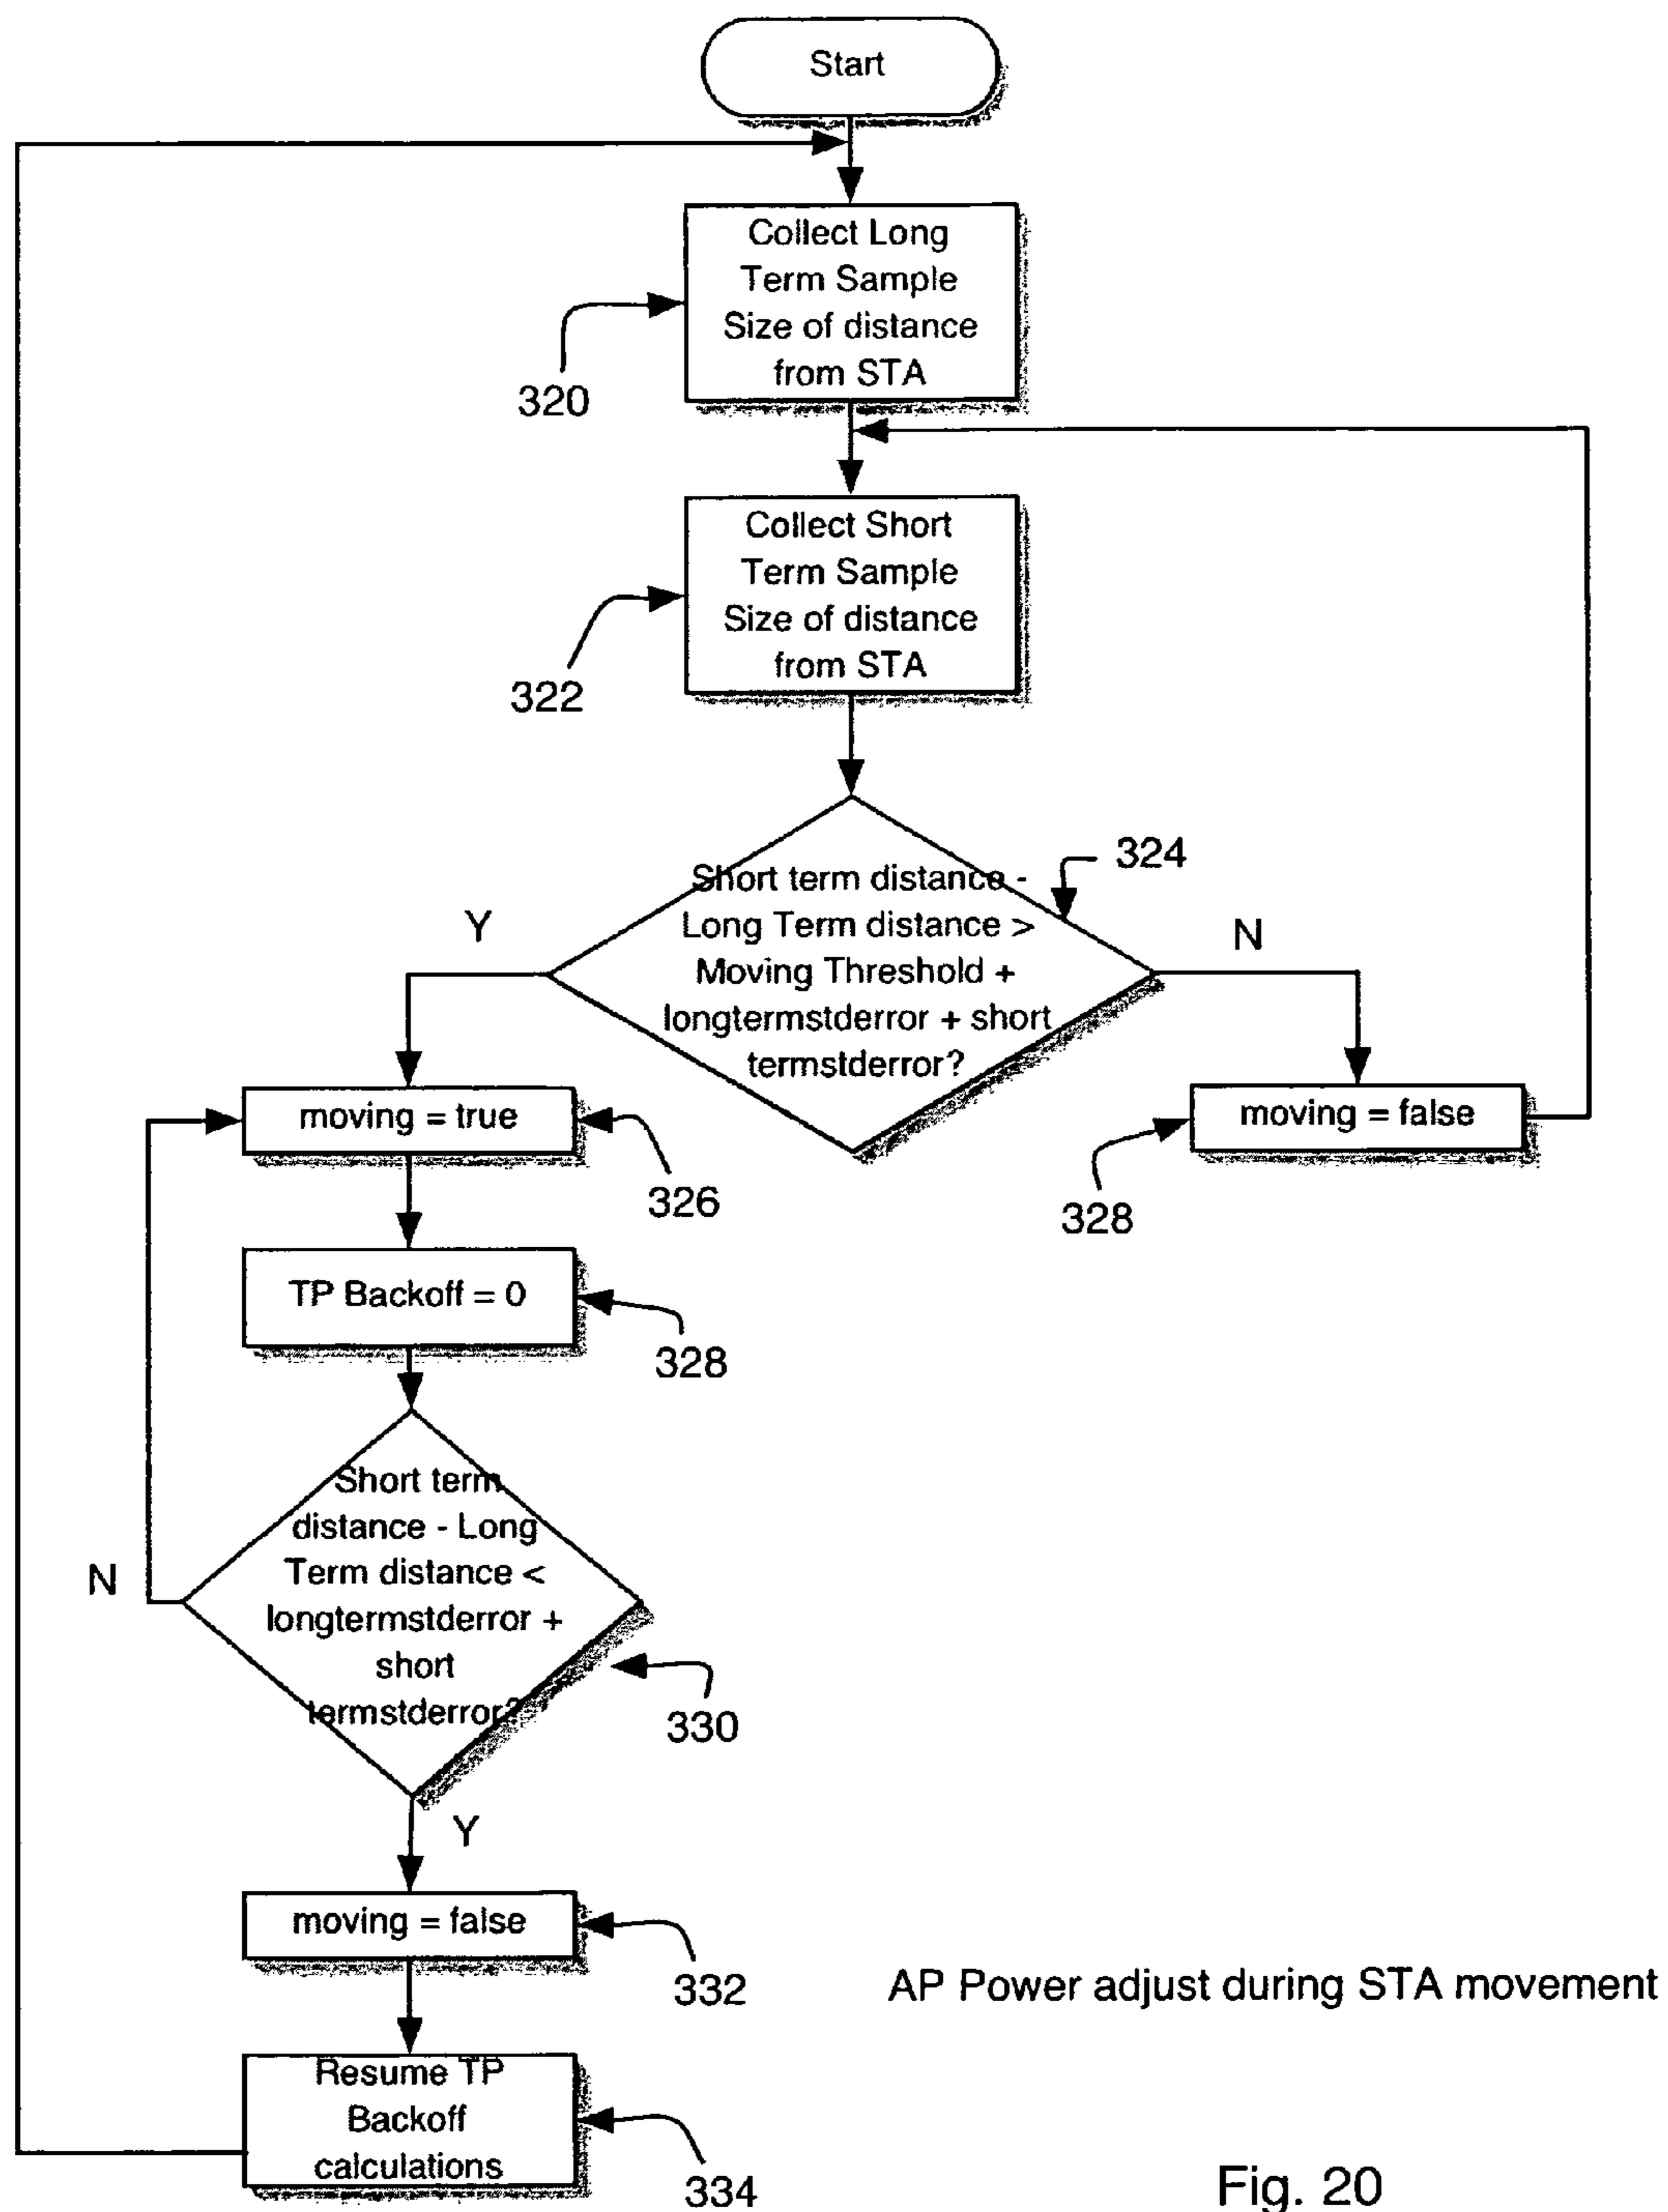 Start
Collect Long
Term Sample
Size of distance
from STA
320
Collect Short
Term Sample
Size of distance
from STA
322
324
Short term distance -
Long Term distance >
Moving Threshold +
longtermstderror + short
termstderror?
Y
N
moving = true
326
moving = false
328
TP Backoff = 0
328
Short term
distance - Long
Term distance <
longtermstderror +
short
termstderror?
N
330
Y
moving = false
332
AP Power adjust during STA movement
Resume TP
Backoff
calculations
334
Fig. 20